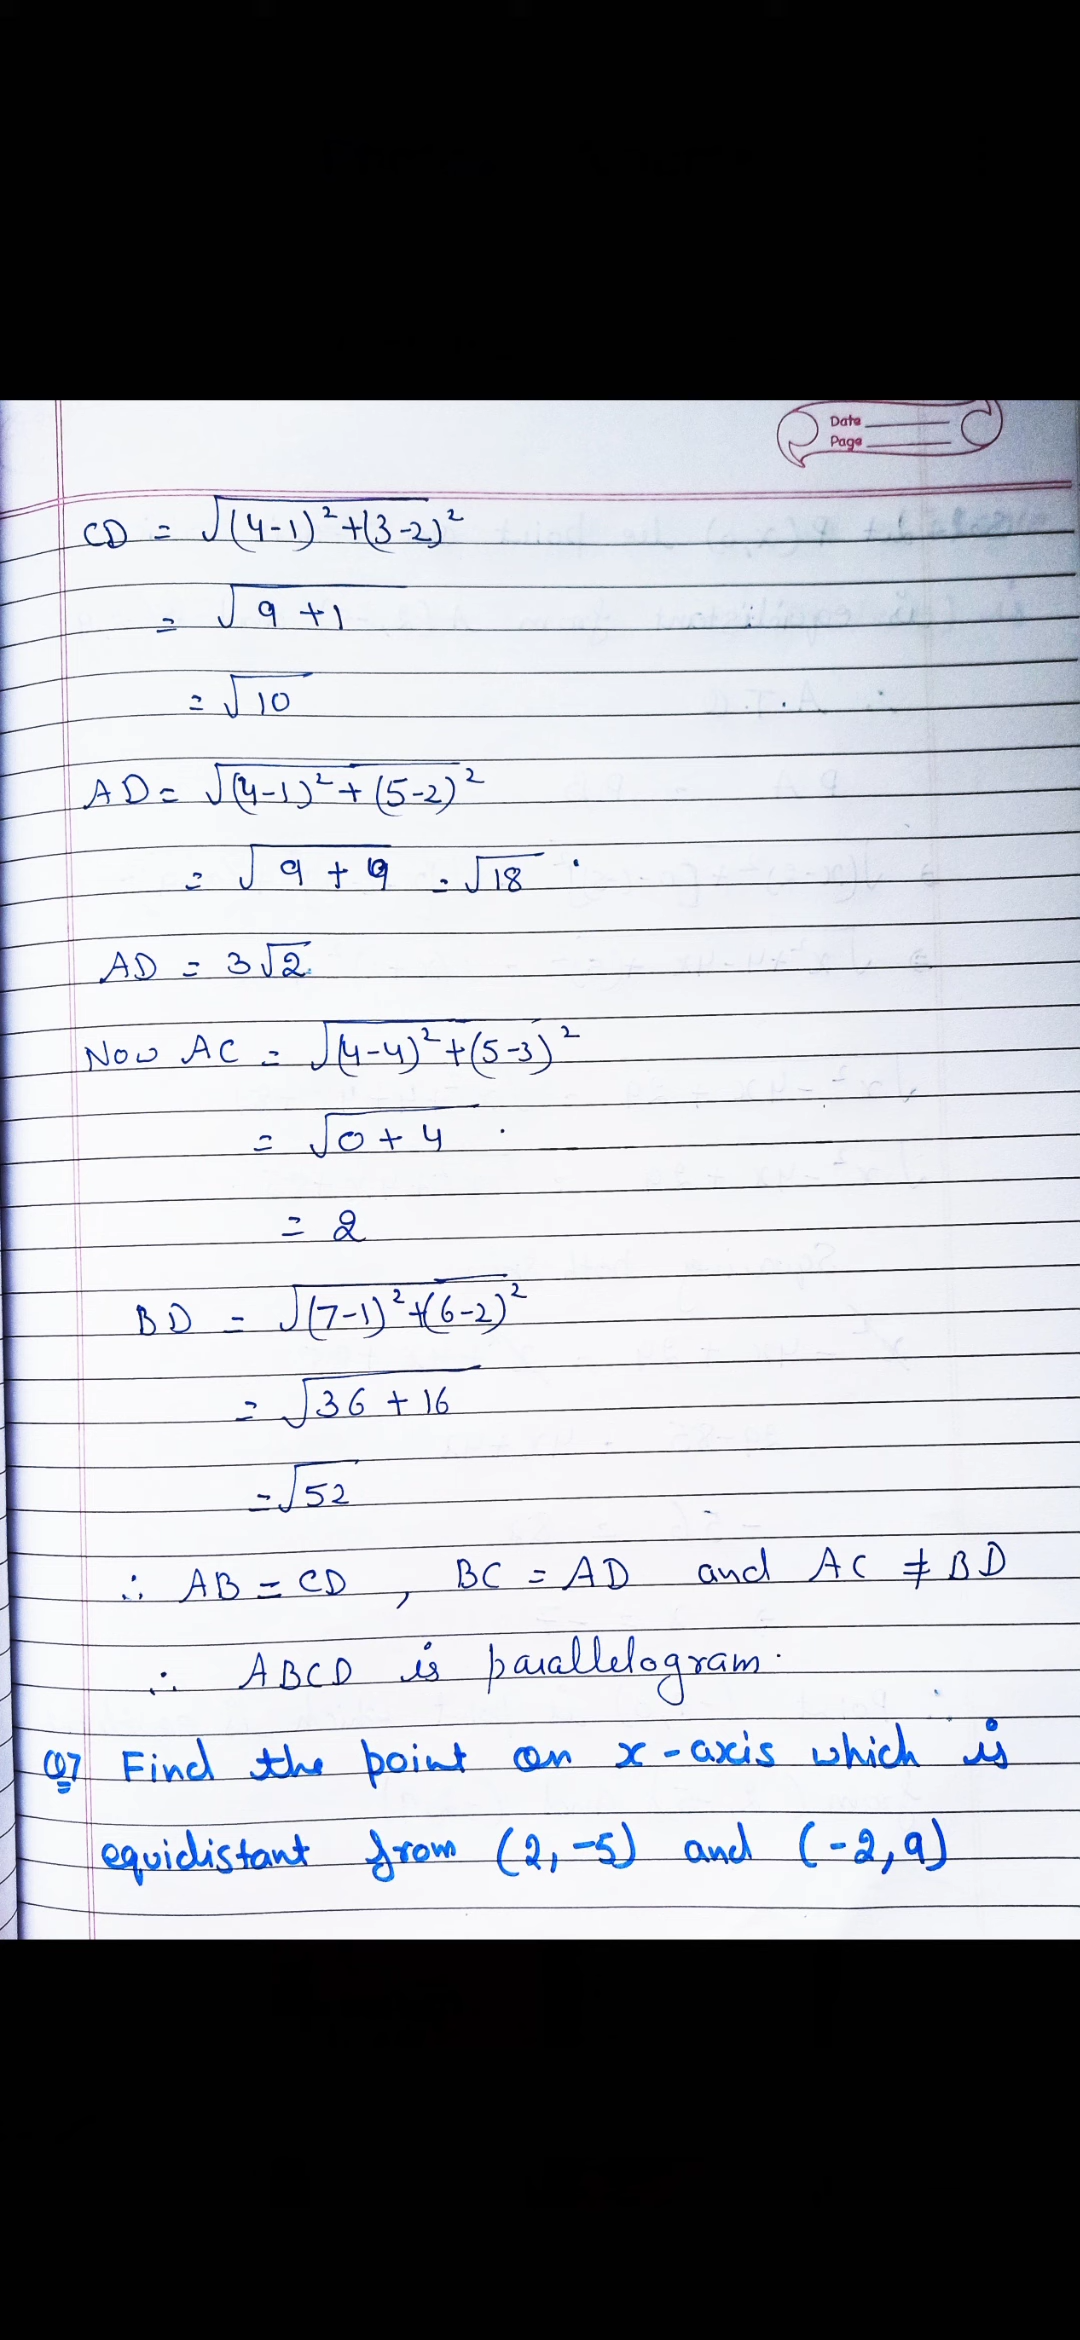 Date
Page
CD = √(4-1)²+(3-2)²
= √9+1
= √10
AD = √(4-1)²+(5-2)²
= √9+9 = √18
AD = 3√2
Now AC = √(4-4)²+(5-3)²
= √0+4
= 2
BD = √(7-1)²+(6-2)²
= √36+16
= √52
∴ AB = CD , BC = AD and AC ≠ BD
∴ ABCD is parallelogram.
Q7 Find the point on x-axis which is
equidistant from (2,-5) and (-2,9)